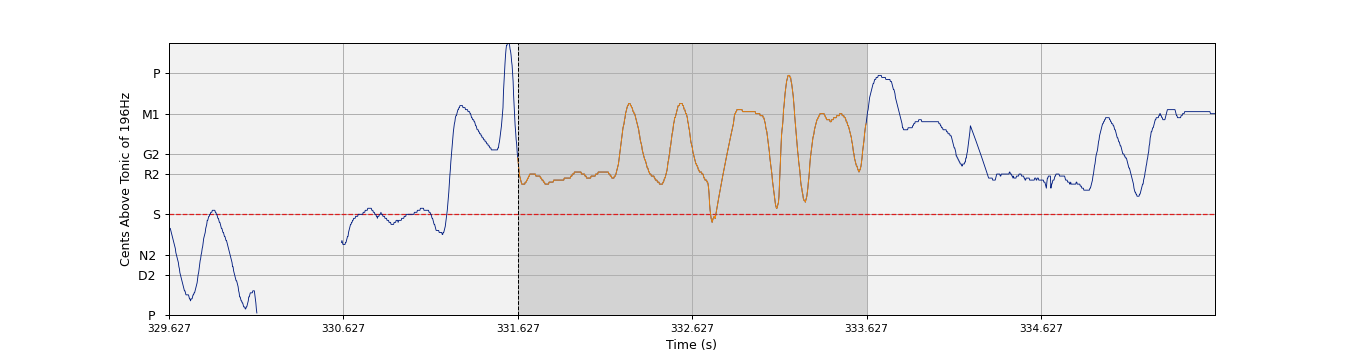 Cents Above Tonic of 196Hz
P
M1
G2
R2
S
N2
D2
P
329.627 330.627 331.627 332.627 333.627 334.627
Time (s)